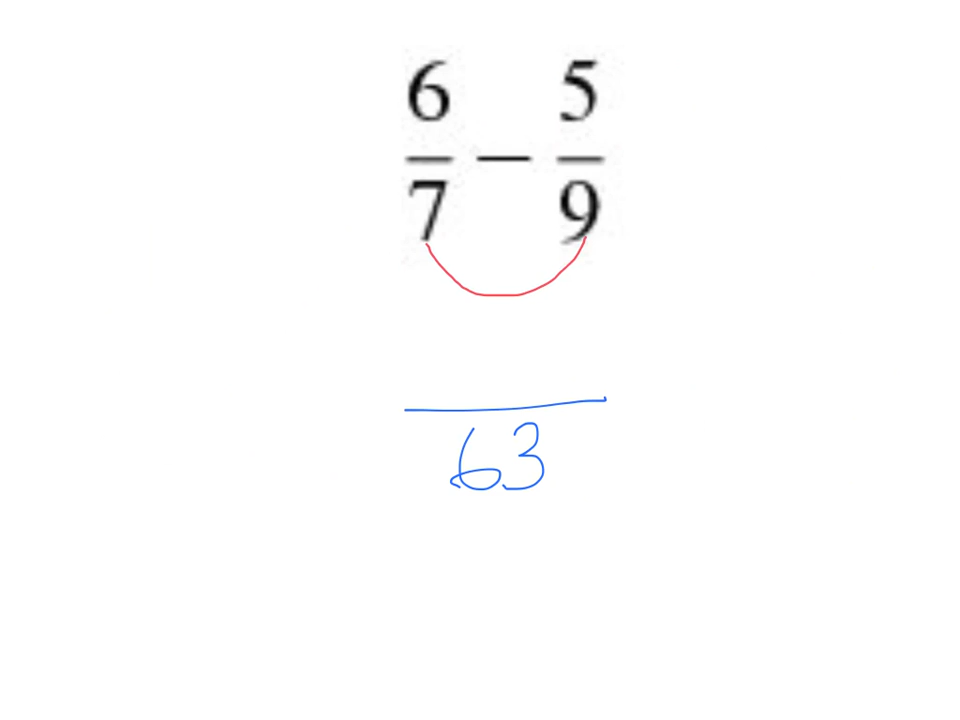 6 5
— — —
7 9
63